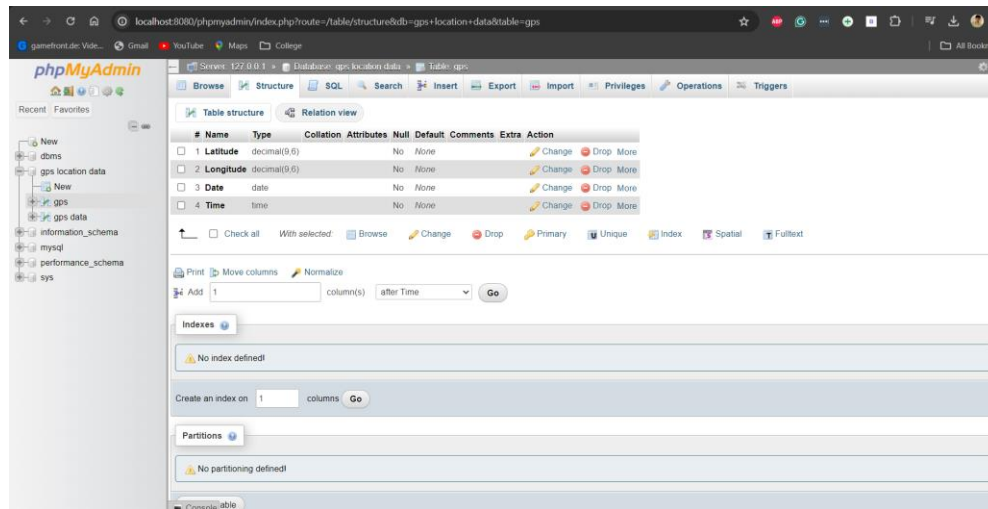 localhost:8080/phpmyadmin/index.php?route=/table/structure&db=gps+location+data&table=gps
ABP
gamefront.de: Vide... Gmail YouTube Maps College All Bookr
phpMyAdmin
Recent Favorites
New
dbms
gps location data
New
gps
gps data
information_schema
mysql
performance_schema
sys
Server: 127.0.0.1 » Database: gps location data » Table: gps
Browse Structure SQL Search Insert Export Import Privileges Operations Triggers
Table structure Relation view
# Name Type Collation Attributes Null Default Comments Extra Action
1 Latitude decimal(9,6) No None Change Drop More
2 Longitude decimal(9,6) No None Change Drop More
3 Date date No None Change Drop More
4 Time time No None Change Drop More
Check all With selected: Browse Change Drop Primary Unique Index Spatial Fulltext
Print Move columns Normalize
Add 1 column(s) after Time Go
Indexes
No index defined!
Create an index on 1 columns Go
Partitions
No partitioning defined!
Console able